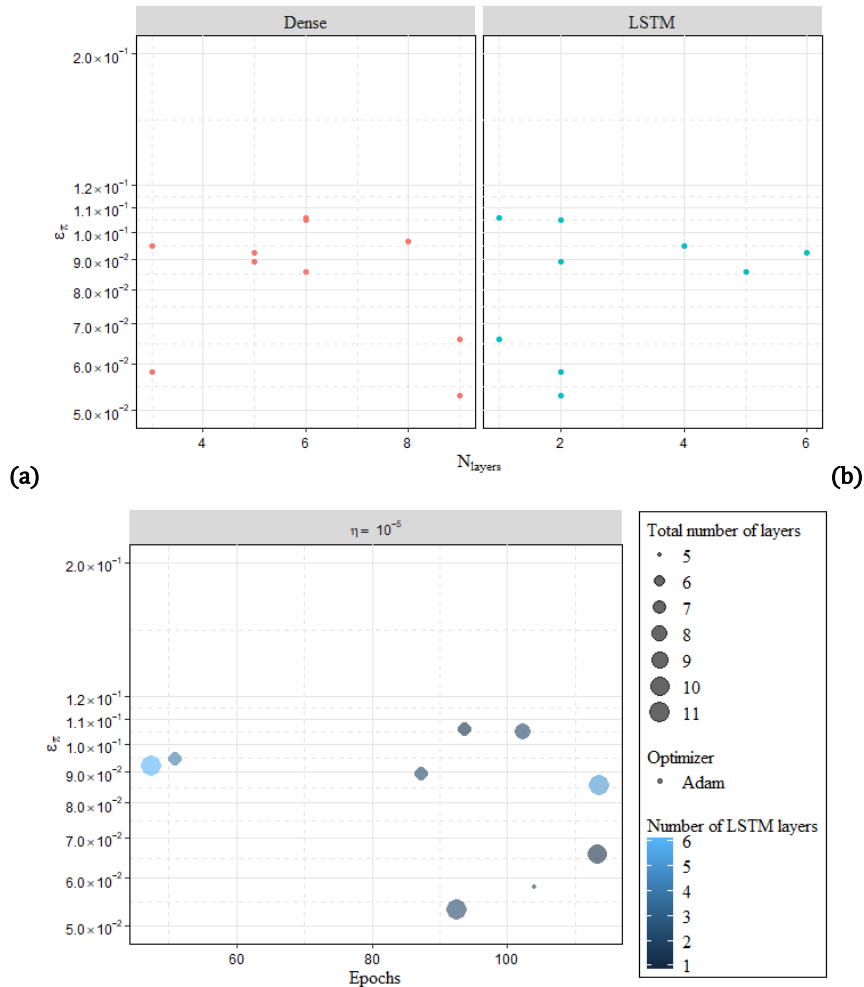 Dense LSTM
2.0×10⁻¹
1.2×10⁻¹
1.1×10⁻¹
1.0×10⁻¹
9.0×10⁻²
8.0×10⁻²
7.0×10⁻²
6.0×10⁻²
5.0×10⁻²
επ
4 6 8 2 4 6
Nlayers
(a) (b)
η = 10⁻⁵
2.0×10⁻¹
1.2×10⁻¹
1.1×10⁻¹
1.0×10⁻¹
9.0×10⁻²
8.0×10⁻²
7.0×10⁻²
6.0×10⁻²
5.0×10⁻²
επ
60 80 100
Epochs
Total number of layers
5
6
7
8
9
10
11
Optimizer
Adam
Number of LSTM layers
6
5
4
3
2
1